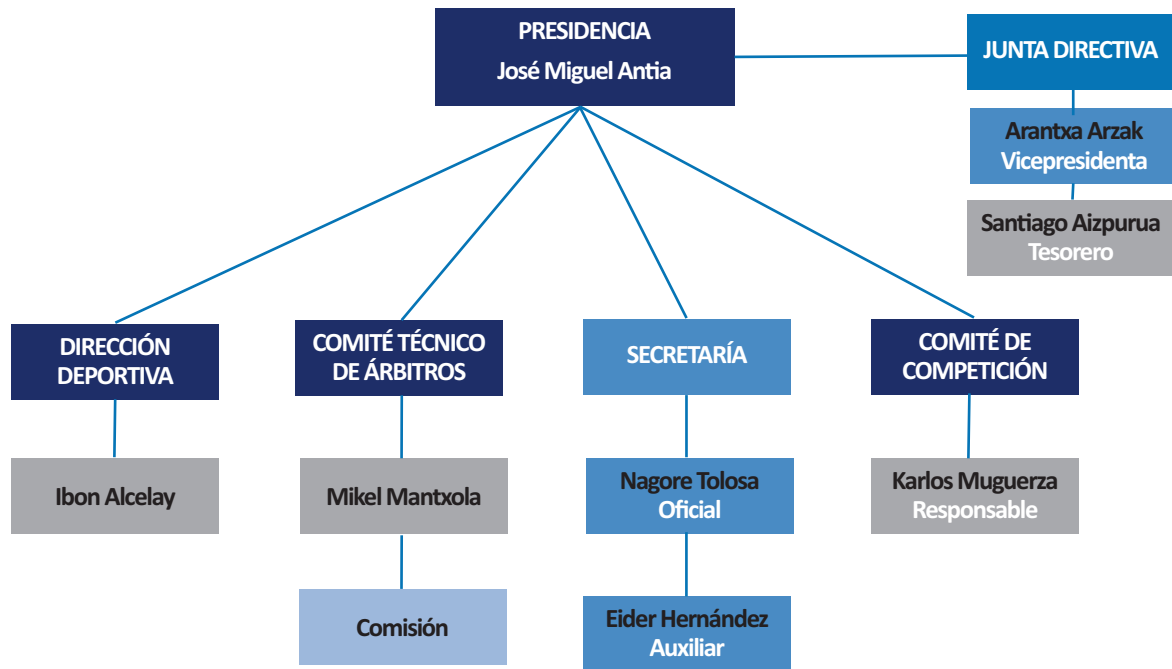 PRESIDENCIA
José Miguel Antia
JUNTA DIRECTIVA
Arantxa Arzak
Vicepresidenta
Santiago Aizpurua
Tesorero
DIRECCIÓN
DEPORTIVA
COMITÉ TÉCNICO
DE ÁRBITROS
SECRETARÍA
COMITÉ DE
COMPETICIÓN
Ibon Alcelay
Mikel Mantxola
Nagore Tolosa
Oficial
Karlos Muguerza
Responsable
Comisión
Eider Hernández
Auxiliar